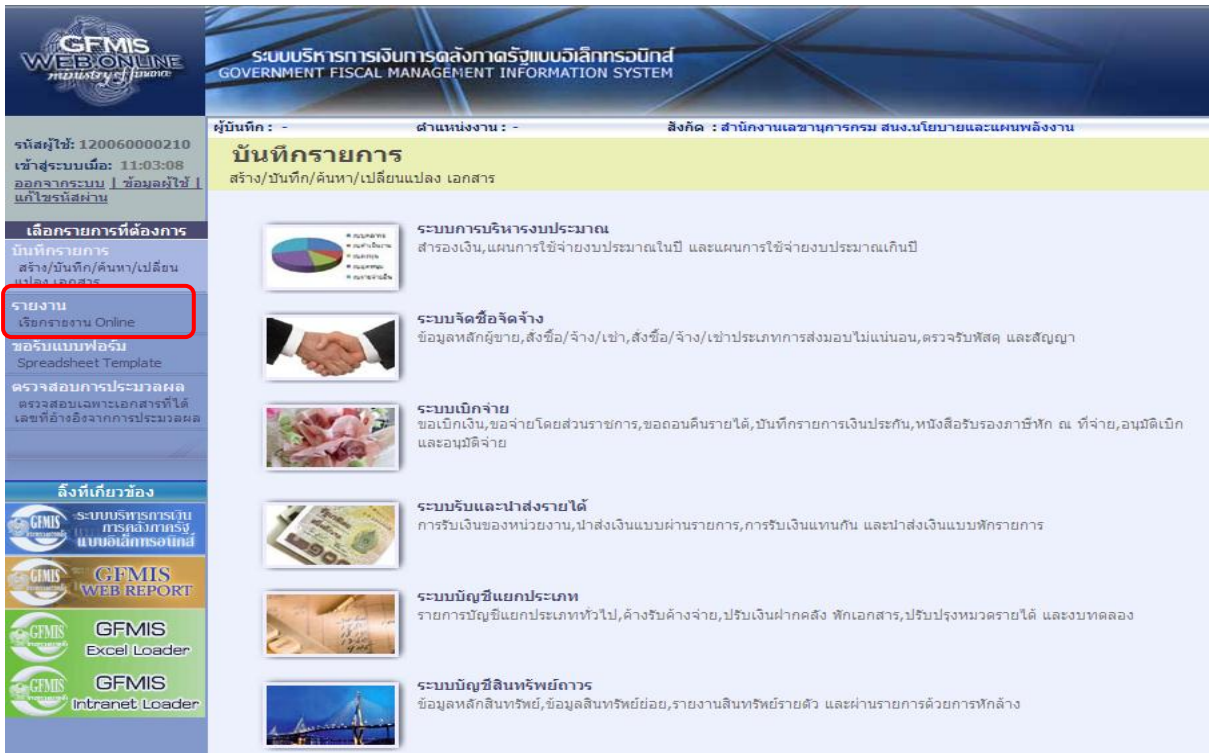 GFMIS
WEB ONLINE
ministry of finance
ระบบบริหารการเงินการคลังภาครัฐแบบอิเล็กทรอนิกส์
GOVERNMENT FISCAL MANAGEMENT INFORMATION SYSTEM
ผู้บันทึก : - ตำแหน่งงาน : - สังกัด : สำนักงานเลขานุการกรม สนง.นโยบายและแผนพลังงาน
รหัสผู้ใช้: 120060000210
เข้าสู่ระบบเมื่อ: 11:03:08
ออกจากระบบ | ข้อมูลผู้ใช้ |
แก้ไขรหัสผ่าน
เลือกรายการที่ต้องการ
บันทึกรายการ
สร้าง/บันทึก/ค้นหา/เปลี่ยน
แปลง เอกสาร
รายงาน
เรียกรายงาน Online
ขอรับแบบฟอร์ม
Spreadsheet Template
ตรวจสอบการประมวลผล
ตรวจสอบเฉพาะเอกสารที่ได้
เลขที่อ้างอิงจากการประมวลผล
ลิ้งที่เกี่ยวข้อง
GFMIS
ระบบบริหารการเงิน
การคลังภาครัฐ
แบบอิเล็กทรอนิกส์
GFMIS
GFMIS
WEB REPORT
GFMIS
GFMIS
Excel Loader
GFMIS
GFMIS
Intranet Loader
บันทึกรายการ
สร้าง/บันทึก/ค้นหา/เปลี่ยนแปลง เอกสาร
ระบบการบริหารงบประมาณ
สำรองเงิน,แผนการใช้จ่ายงบประมาณในปี และแผนการใช้จ่ายงบประมาณเกินปี
ระบบจัดซื้อจัดจ้าง
ข้อมูลหลักผู้ขาย,สั่งซื้อ/จ้าง/เช่า,สั่งซื้อ/จ้าง/เช่าประเภทการส่งมอบไม่แน่นอน,ตรวจรับพัสดุ และสัญญา
ระบบเบิกจ่าย
ขอเบิกเงิน,ขอจ่ายโดยส่วนราชการ,ขอถอนคืนรายได้,บันทึกรายการเงินประกัน,หนังสือรับรองภาษีหัก ณ ที่จ่าย,อนุมัติเบิก
และอนุมัติจ่าย
ระบบรับและนำส่งรายได้
การรับเงินของหน่วยงาน,นำส่งเงินแบบผ่านรายการ,การรับเงินแทนกัน และนำส่งเงินแบบพักรายการ
ระบบบัญชีแยกประเภท
รายการบัญชีแยกประเภททั่วไป,ค้างรับค้างจ่าย,ปรับเงินฝากคลัง พักเอกสาร,ปรับปรุงหมวดรายได้ และงบทดลอง
ระบบบัญชีสินทรัพย์ถาวร
ข้อมูลหลักสินทรัพย์,ข้อมูลสินทรัพย์ย่อย,รายงานสินทรัพย์รายตัว และผ่านรายการด้วยการหักล้าง